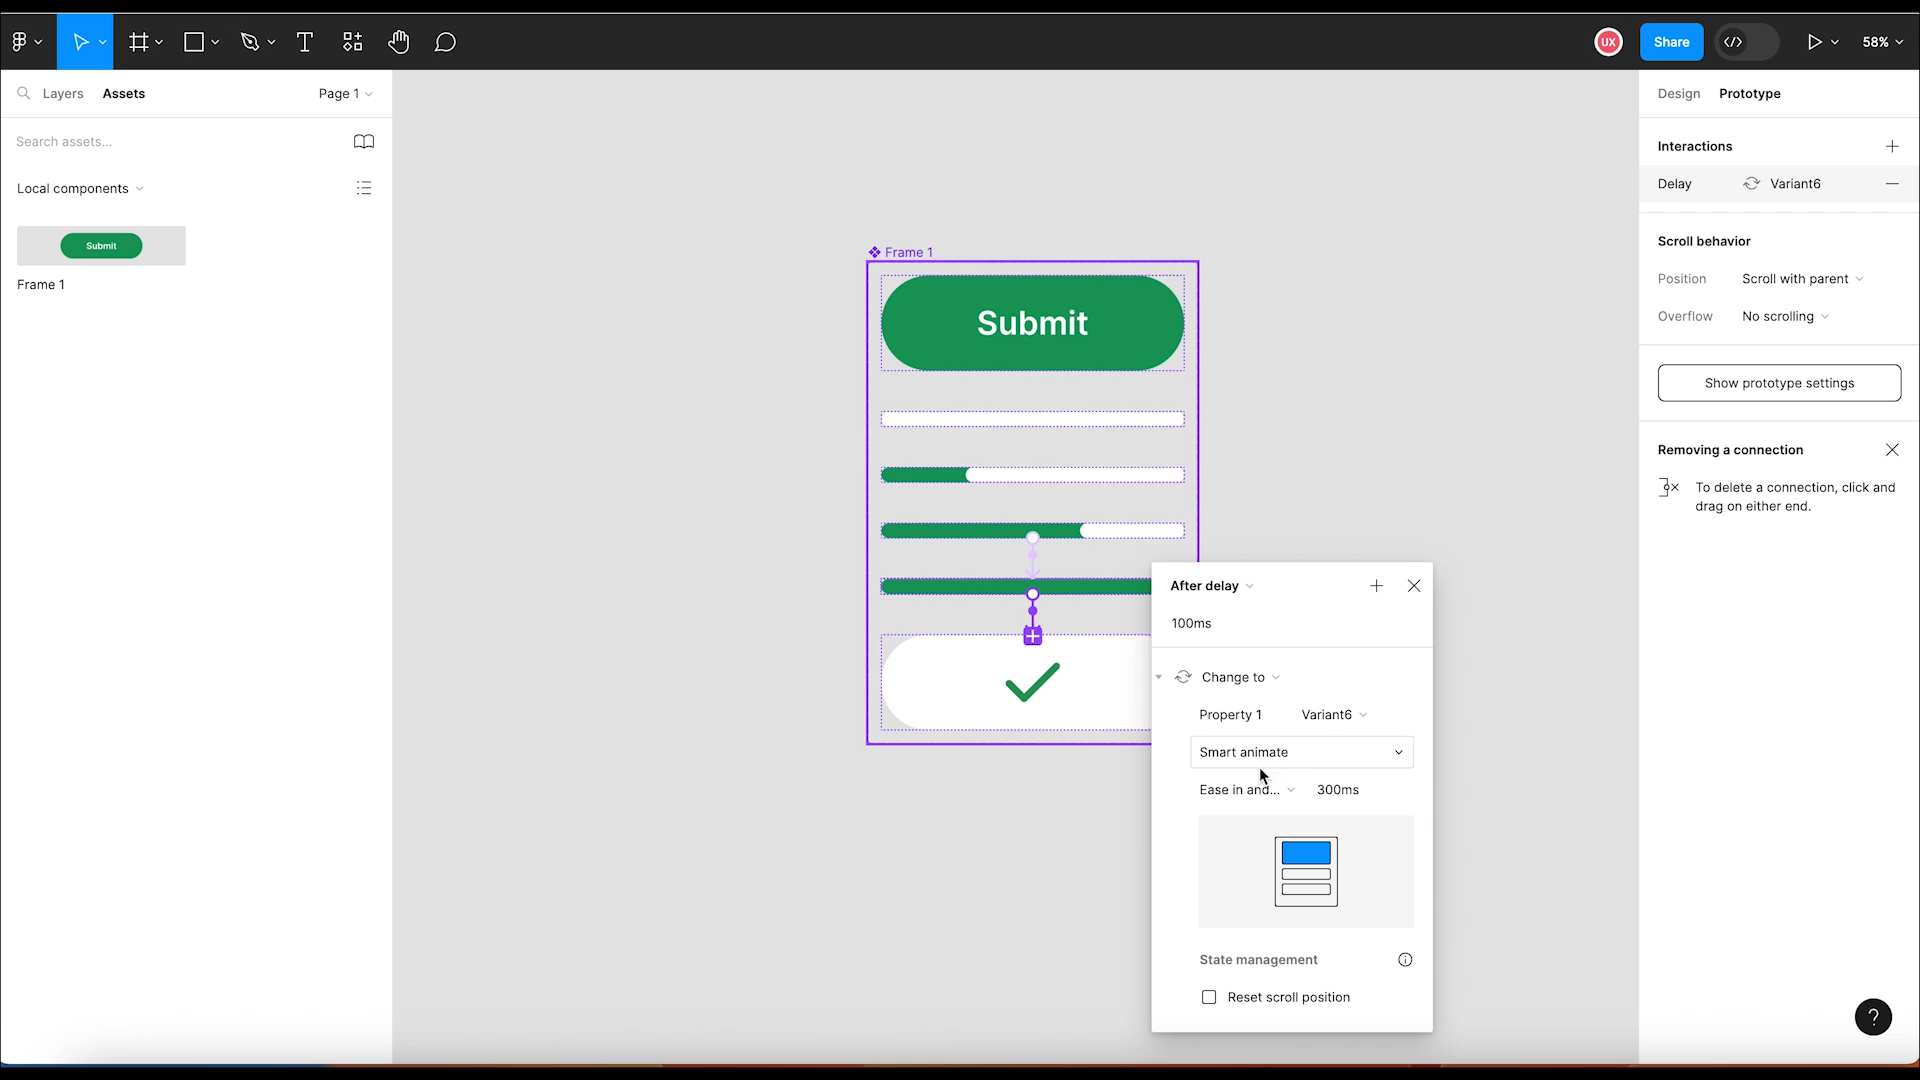 UX
Share
58%
Layers
Assets
Page 1
Search assets...
Local components
Submit
Frame 1
Frame 1
Submit
After delay
100ms
Change to
Property 1
Variant6
Smart animate
Ease in and...
300ms
State management
Reset scroll position
Design
Prototype
Interactions
Delay
Variant6
Scroll behavior
Position
Scroll with parent
Overflow
No scrolling
Show prototype settings
Removing a connection
To delete a connection, click and
drag on either end.
?